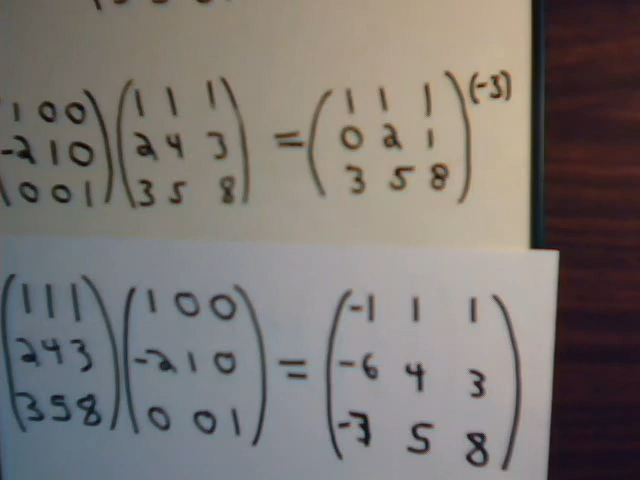 1 0 0 1 1 1 1 1 1 (-3)
-2 1 0 2 4 3 = 0 2 1
0 0 1 3 5 8 3 5 8
1 1 1 1 0 0 -1 1 1
2 4 3 -2 1 0 = -6 4 3
3 5 8 0 0 1 -3 5 8